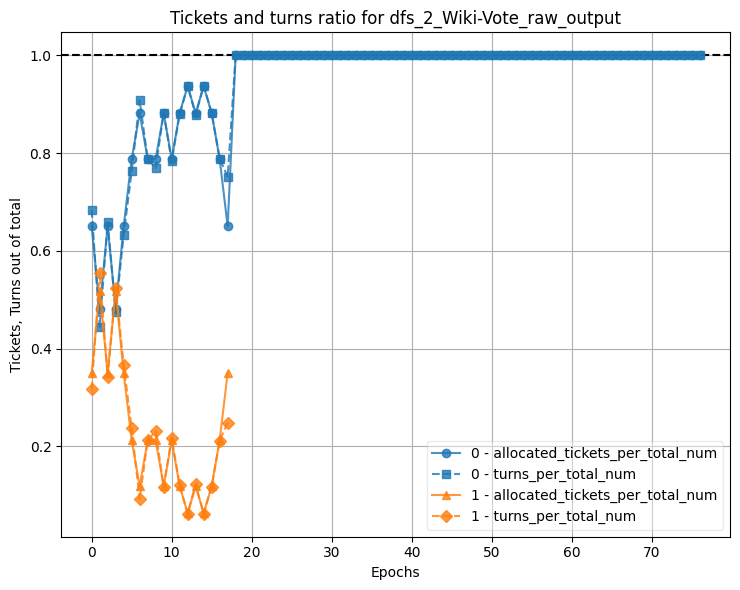 Tickets and turns ratio for dfs_2_Wiki-Vote_raw_output
Tickets, Turns out of total
1.0
0.8
0.6
0.4
0.2
0 - allocated_tickets_per_total_num
0 - turns_per_total_num
1 - allocated_tickets_per_total_num
1 - turns_per_total_num
0 10 20 30 40 50 60 70
Epochs